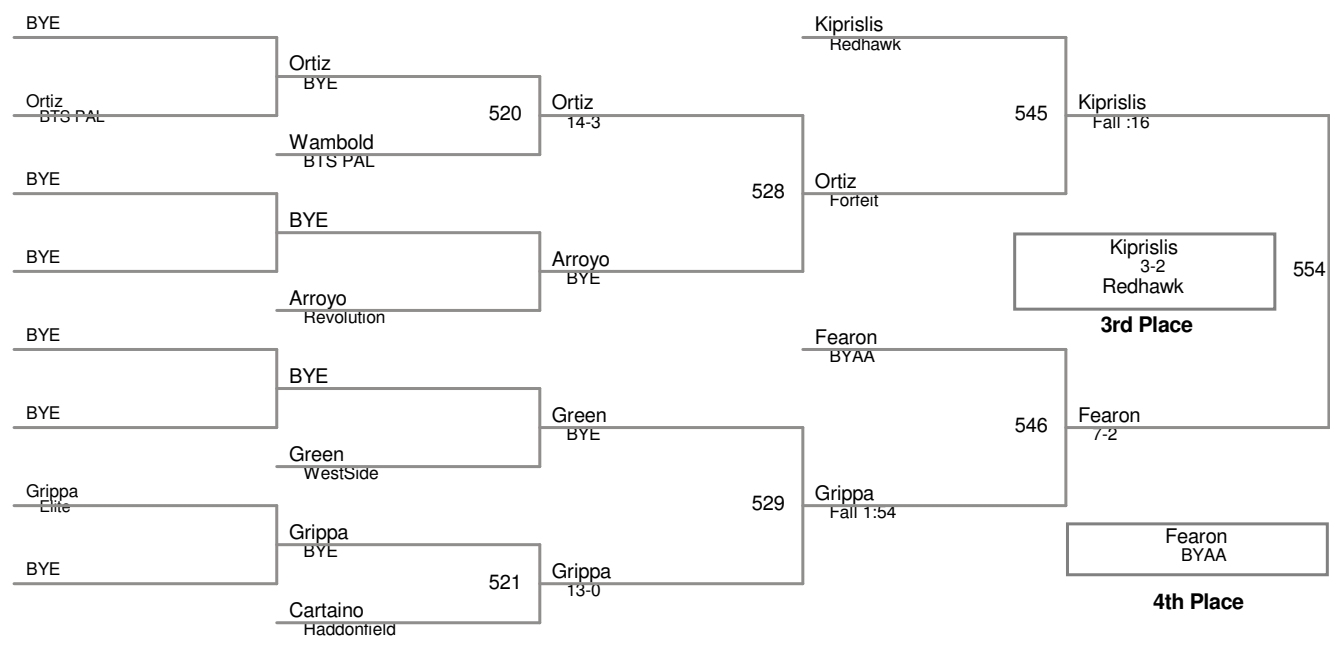 BYE
Ortiz
BTS PAL
BYE
BYE
BYE
BYE
Grippa
Elite
BYE
Ortiz
BYE
520
Wambold
BTS PAL
BYE
Arroyo
Revolution
BYE
Green
WestSide
Grippa
BYE
521
Cartaino
Haddonfield
Ortiz
14-3
528
Arroyo
BYE
Green
BYE
529
Grippa
13-0
Kiprislis
Redhawk
545
Ortiz
Forfeit
Fearon
BYAA
546
Grippa
Fall 1:54
Kiprislis
Fall :16
Kiprislis
3-2
Redhawk
554
3rd Place
Fearon
7-2
Fearon
BYAA
4th Place